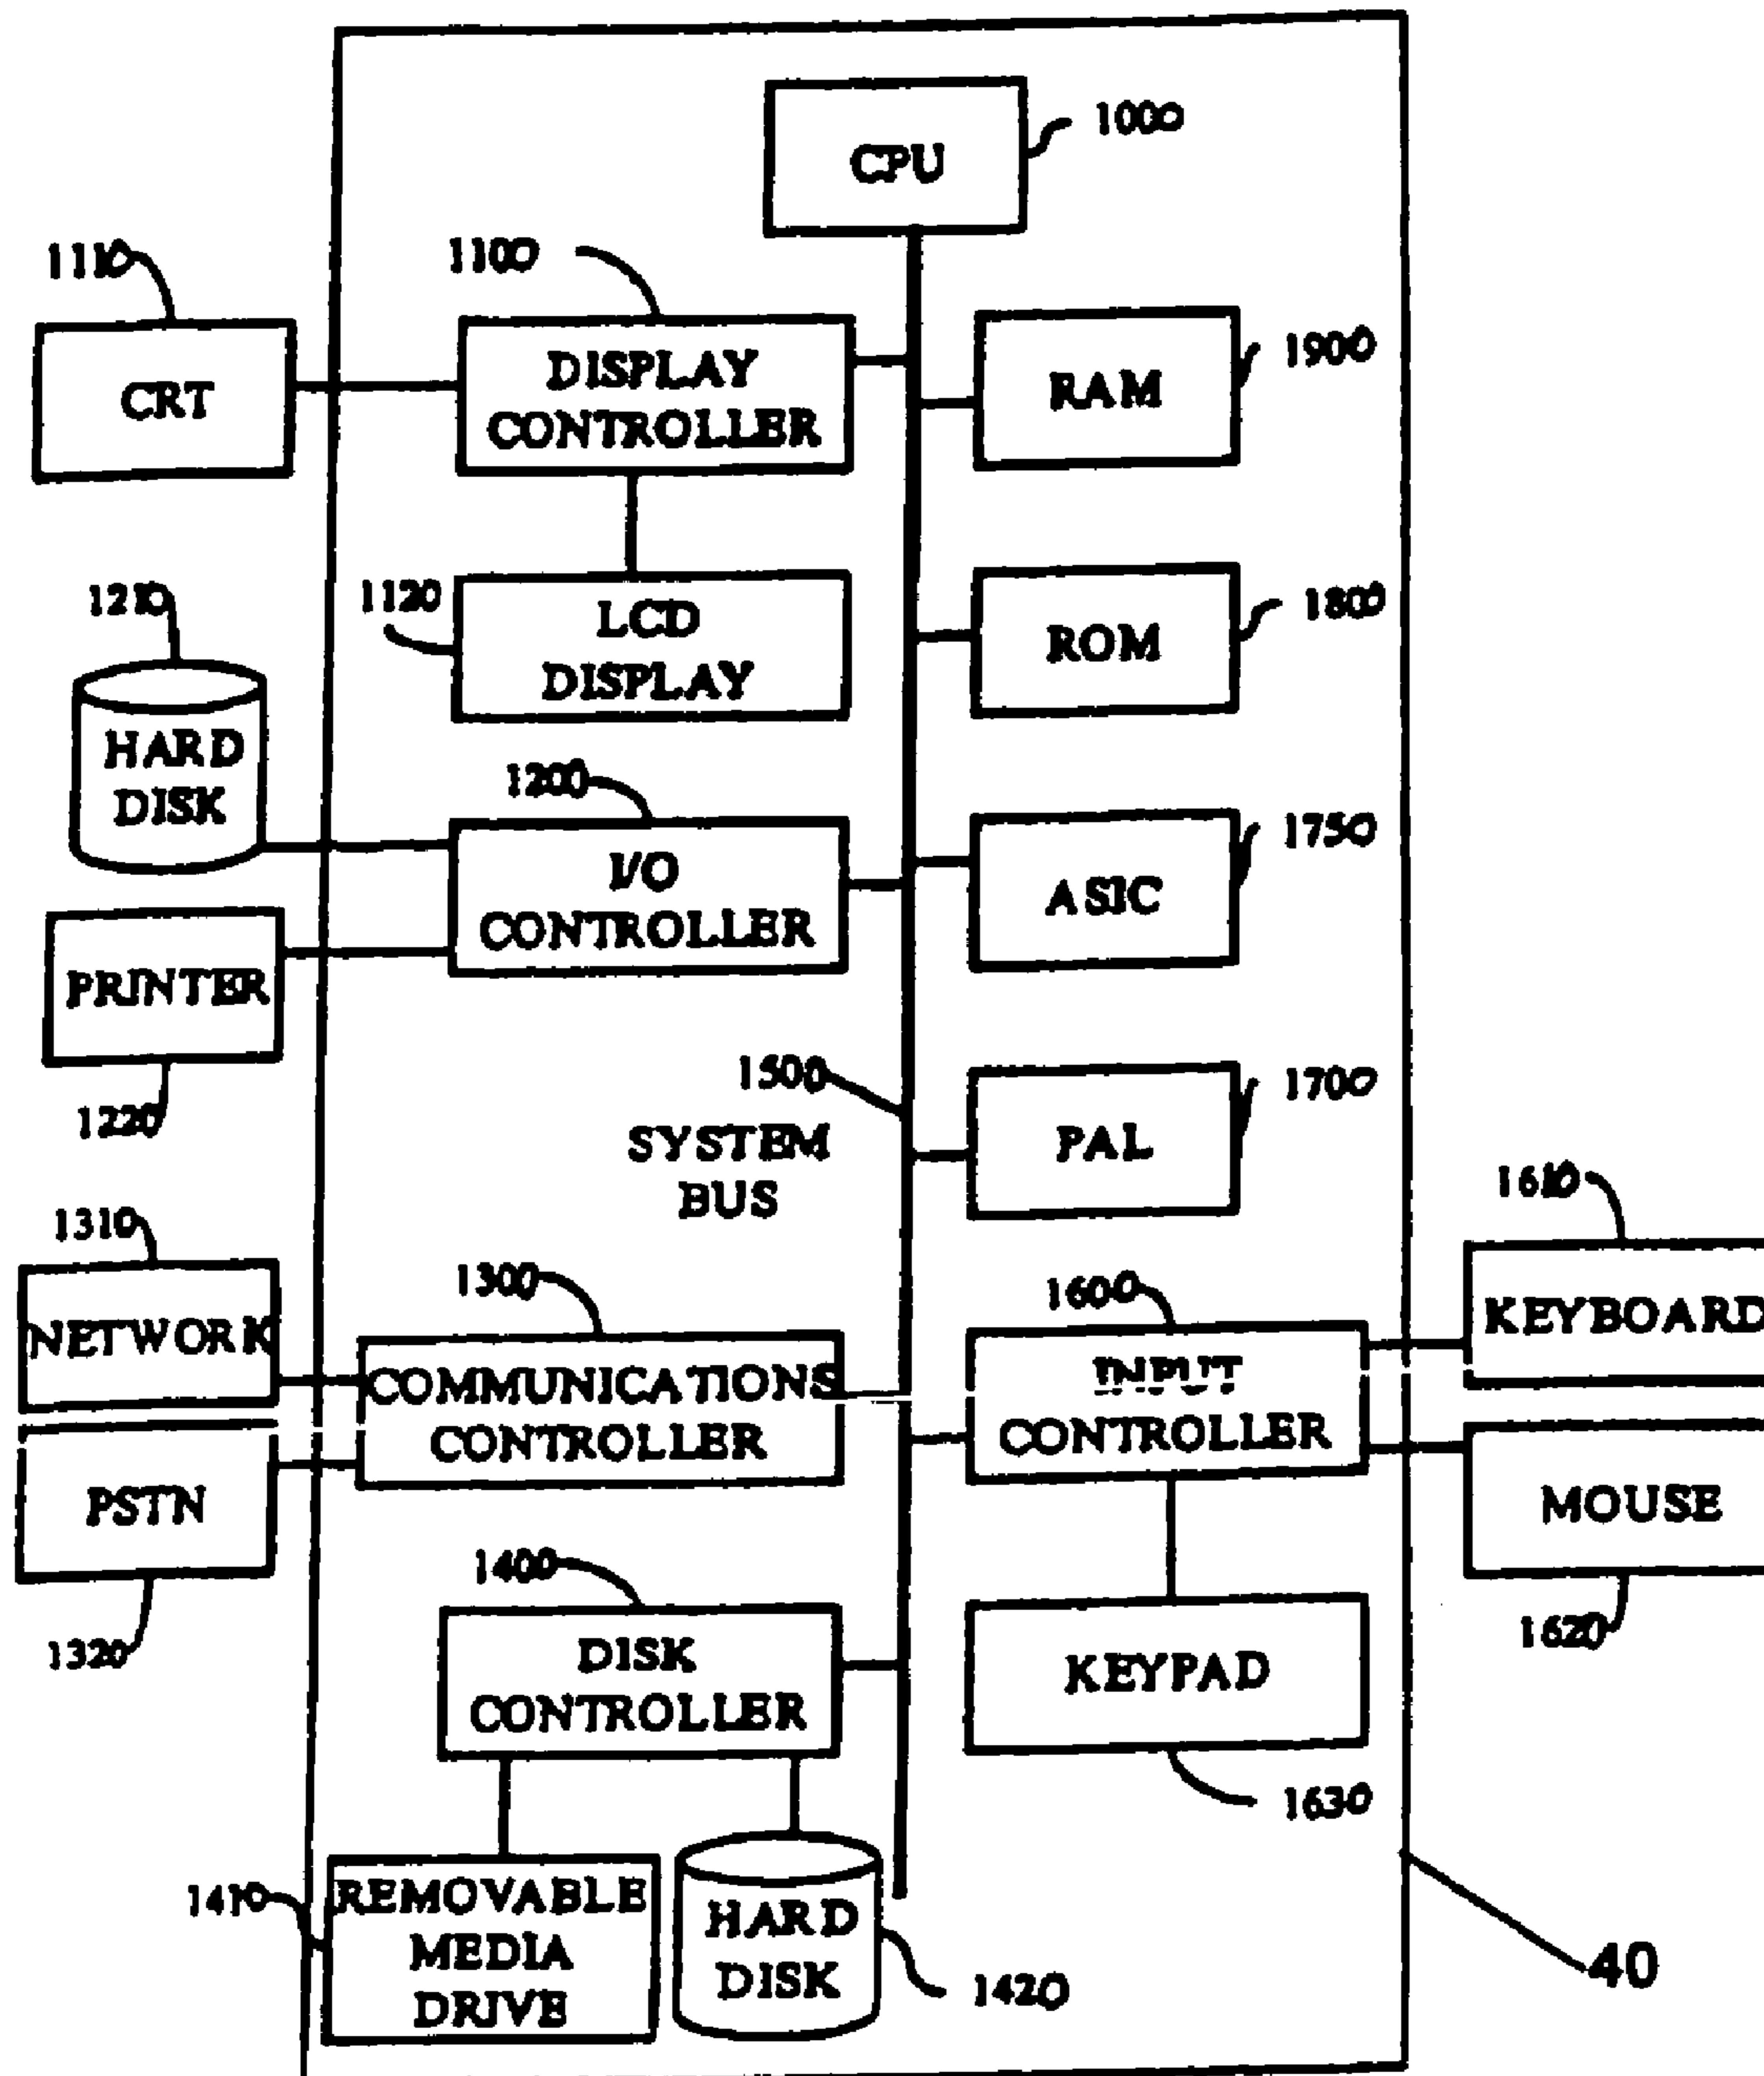 CPU
1000
1110
CRT
1100
DISPLAY
CONTROLLER
RAM
1900
1120
LCD
DISPLAY
ROM
1800
1210
HARD
DISK
1200
I/O
CONTROLLER
ASIC
1750
PRINTER
1220
1500
SYSTEM
BUS
PAL
1700
1310
NETWORK
1300
COMMUNICATIONS
CONTROLLER
1600
INPUT
CONTROLLER
1610
KEYBOARD
PSTN
1320
MOUSE
1620
1400
DISK
CONTROLLER
KEYPAD
1630
1410
REMOVABLE
MEDIA
DRIVE
HARD
DISK
1420
40